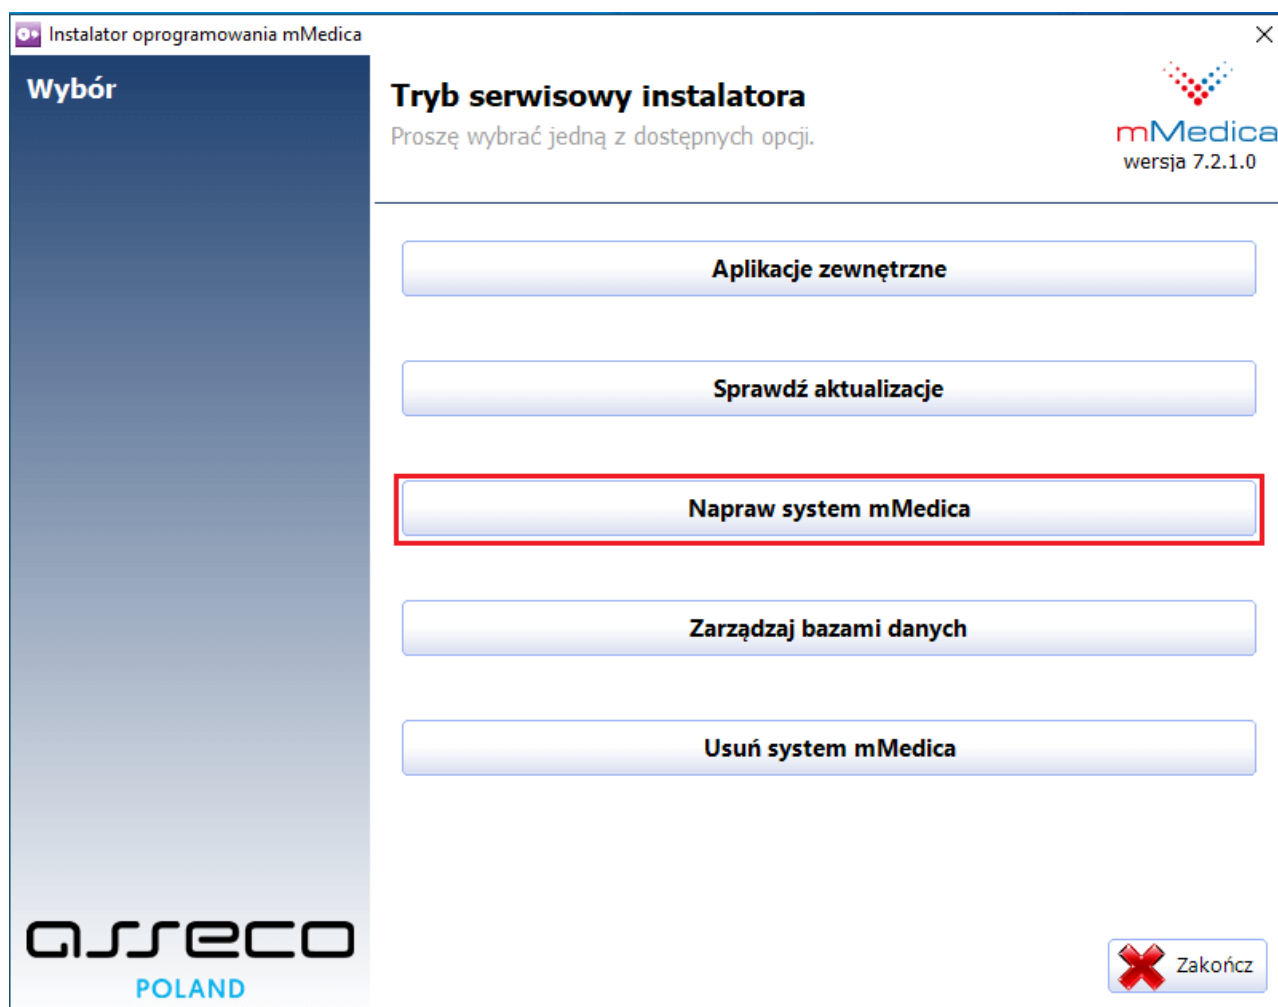 Instalator oprogramowania mMedica
Wybór
Tryb serwisowy instalatora
Proszę wybrać jedną z dostępnych opcji.
mMedica
wersja 7.2.1.0
Aplikacje zewnętrzne
Sprawdź aktualizacje
Napraw system mMedica
Zarządzaj bazami danych
Usuń system mMedica
asseco
POLAND
Zakończ